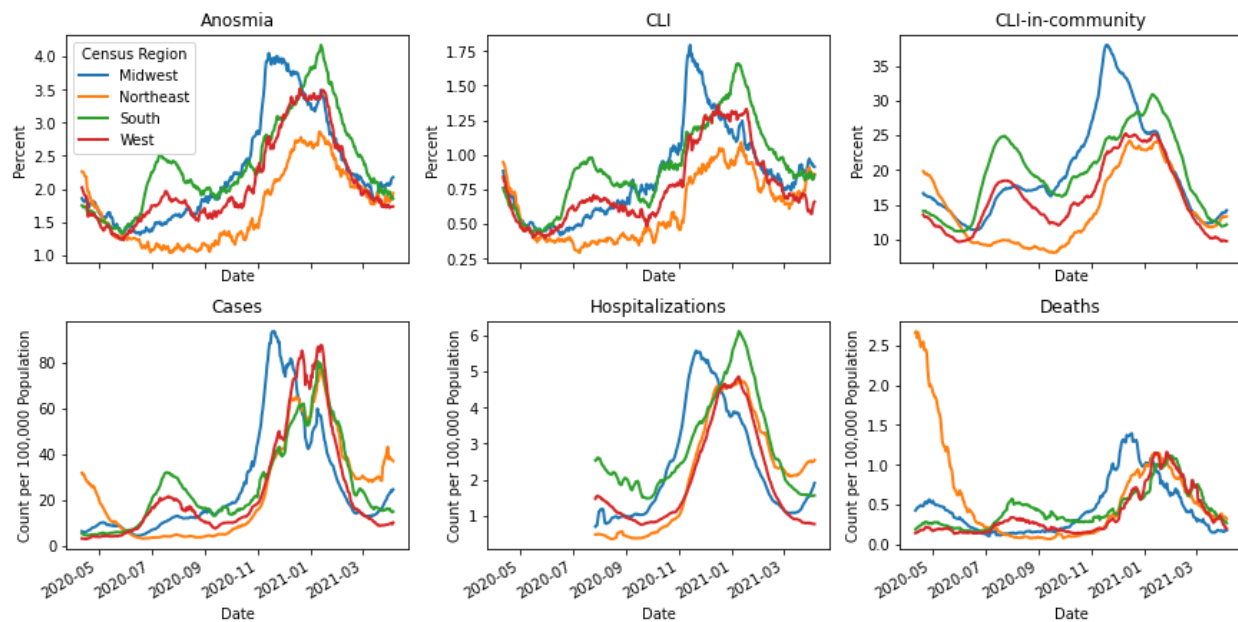 Anosmia
CLI
CLI-in-community
Percent
4.0
3.5
3.0
2.5
2.0
1.5
1.0
Census Region
Midwest
Northeast
South
West
Date
Percent
1.75
1.50
1.25
1.00
0.75
0.50
0.25
Date
Percent
35
30
25
20
15
10
Date
Cases
Hospitalizations
Deaths
Count per 100,000 Population
80
60
40
20
0
2020-05
2020-07
2020-09
2020-11
2021-01
2021-03
Date
Count per 100,000 Population
6
5
4
3
2
1
2020-05
2020-07
2020-09
2020-11
2021-01
2021-03
Date
Count per 100,000 Population
2.5
2.0
1.5
1.0
0.5
0.0
2020-05
2020-07
2020-09
2020-11
2021-01
2021-03
Date